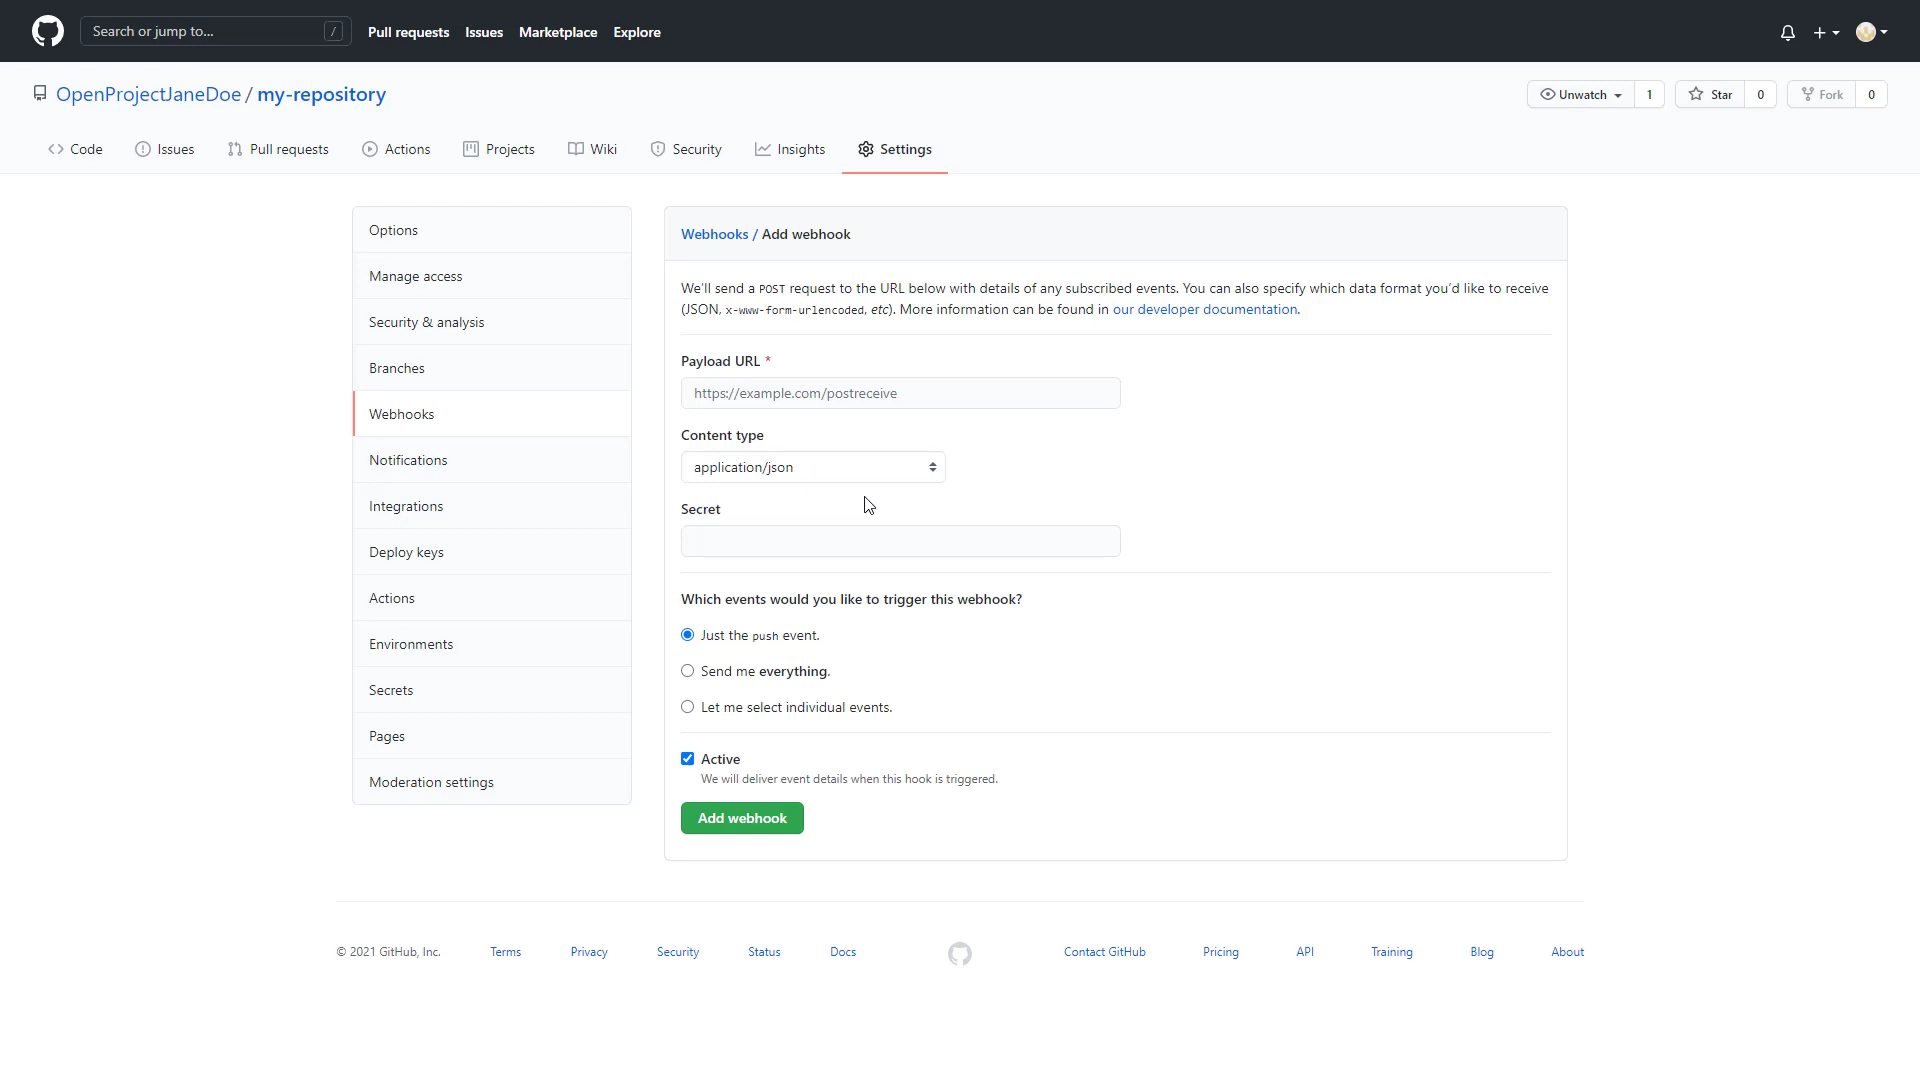 Search or jump to... /
Pull requests Issues Marketplace Explore
OpenProjectJaneDoe / my-repository
Unwatch 1 Star 0 Fork 0
Code Issues Pull requests Actions Projects Wiki Security Insights Settings
Options
Manage access
Security & analysis
Branches
Webhooks
Notifications
Integrations
Deploy keys
Actions
Environments
Secrets
Pages
Moderation settings
Webhooks / Add webhook
We'll send a POST request to the URL below with details of any subscribed events. You can also specify which data format you'd like to receive
(JSON, x-www-form-urlencoded, etc). More information can be found in our developer documentation.
Payload URL *
https://example.com/postreceive
Content type
application/json
Secret
Which events would you like to trigger this webhook?
Just the push event.
Send me everything.
Let me select individual events.
Active
We will deliver event details when this hook is triggered.
Add webhook
© 2021 GitHub, Inc. Terms Privacy Security Status Docs Contact GitHub Pricing API Training Blog About